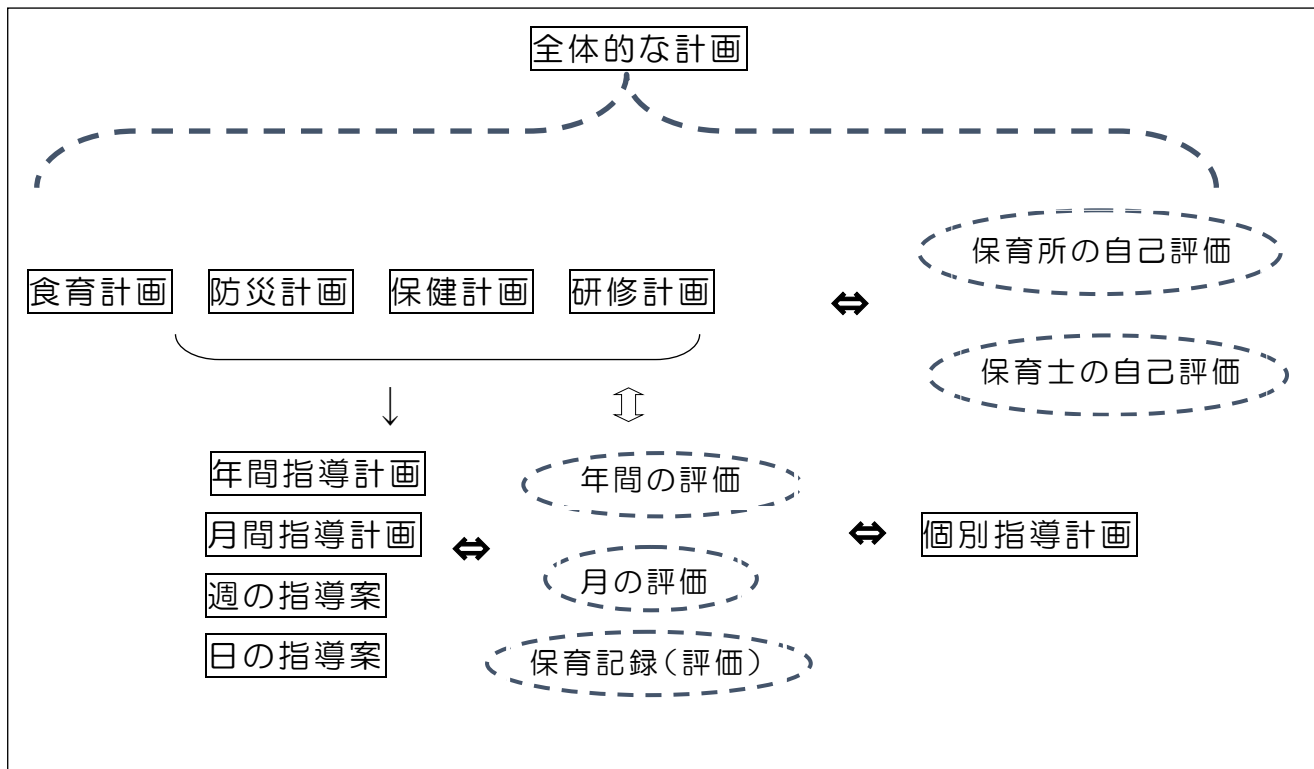 全体的な計画
保育所の自己評価
食育計画 防災計画 保健計画 研修計画
⇔
保育士の自己評価
↓ ⇕
年間指導計画 年間の評価
月間指導計画 ⇔ ⇔ 個別指導計画
月の評価
週の指導案
日の指導案 保育記録(評価)